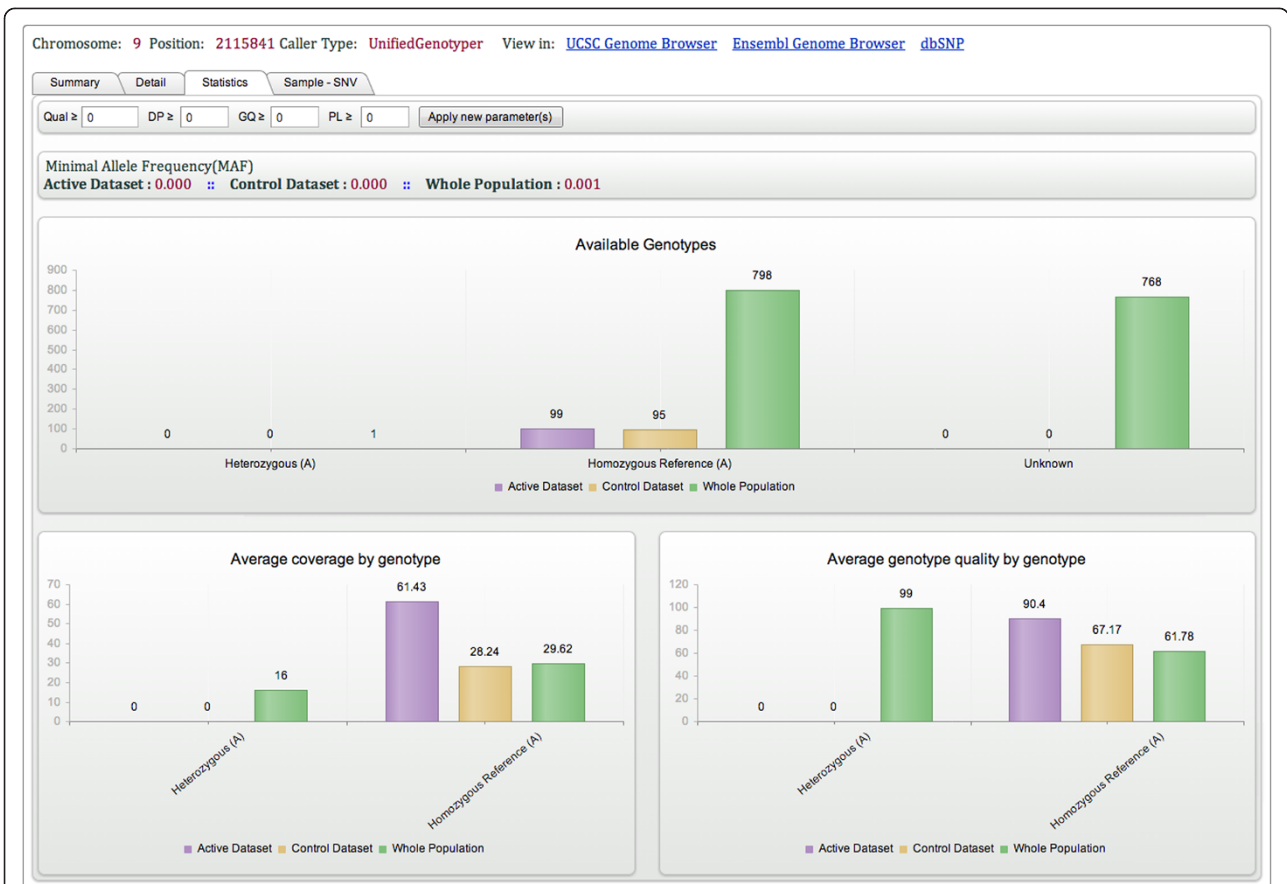 Chromosome: 9 Position: 2115841 Caller Type: UnifiedGenotyper View in: UCSC Genome Browser Ensembl Genome Browser dbSNP
Summary Detail Statistics Sample - SNV
Qual ≥ 0 DP ≥ 0 GQ ≥ 0 PL ≥ 0 Apply new parameter(s)
Minimal Allele Frequency(MAF)
Active Dataset : 0.000 :: Control Dataset : 0.000 :: Whole Population : 0.001
Available Genotypes
900
800
700
600
500
400
300
200
100
0
0 0 1
99 95 798
0 0 768
Heterozygous (A) Homozygous Reference (A) Unknown
Active Dataset Control Dataset Whole Population
Average coverage by genotype
70
60
50
40
30
20
10
0
0 0 16
61.43 28.24 29.62
Heterozygous (A)
Homozygous Reference (A)
Active Dataset Control Dataset Whole Population
Average genotype quality by genotype
120
100
80
60
40
20
0
0 0 99
90.4 67.17 61.78
Heterozygous (A)
Homozygous Reference (A)
Active Dataset Control Dataset Whole Population